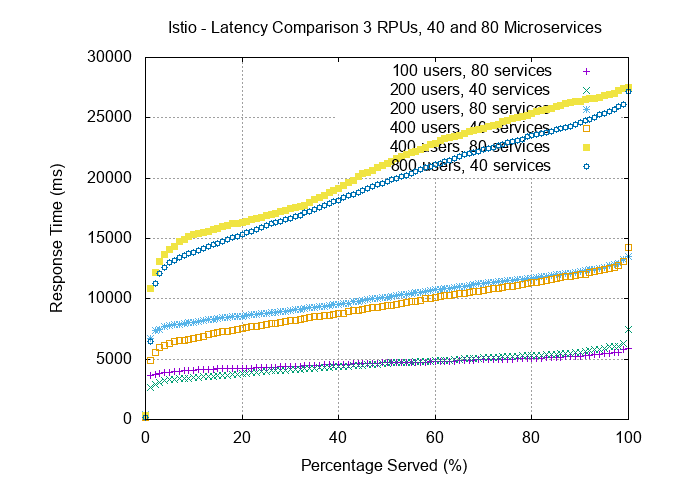 Istio - Latency Comparison 3 RPUs, 40 and 80 Microservices
30000
25000
20000
15000
10000
5000
0
Response Time (ms)
100 users, 80 services
200 users, 40 services
200 users, 80 services
400 users, 40 services
400 users, 80 services
800 users, 40 services
0 20 40 60 80 100
Percentage Served (%)